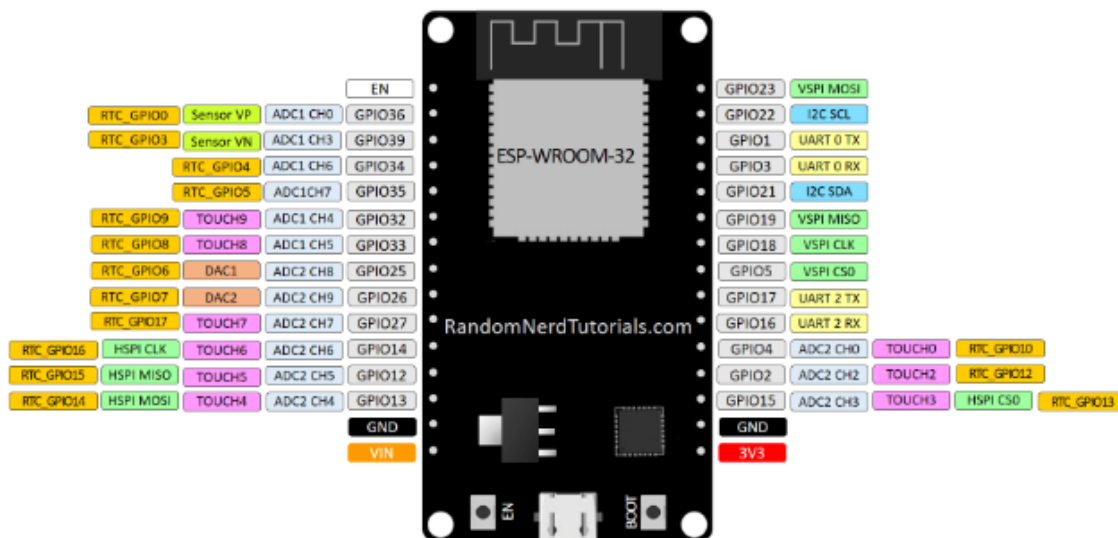 EN GPIO23 VSPI MOSI
RTC_GPIO0 Sensor VP ADC1 CH0 GPIO36 GPIO22 I2C SCL
RTC_GPIO3 Sensor VN ADC1 CH3 GPIO39 GPIO1 UART 0 TX
RTC_GPIO4 ADC1 CH6 GPIO34 GPIO3 UART 0 RX
ESP-WROOM-32
RTC_GPIO5 ADC1CH7 GPIO35 GPIO21 I2C SDA
RTC_GPIO9 TOUCH9 ADC1 CH4 GPIO32 GPIO19 VSPI MISO
RTC_GPIO8 TOUCH8 ADC1 CH5 GPIO33 GPIO18 VSPI CLK
RTC_GPIO6 DAC1 ADC2 CH8 GPIO25 GPIO5 VSPI CS0
RTC_GPIO7 DAC2 ADC2 CH9 GPIO26 GPIO17 UART 2 TX
RTC_GPIO17 TOUCH7 ADC2 CH7 GPIO27 GPIO16 UART 2 RX
RandomNerdTutorials.com
RTC_GPIO16 HSPI CLK TOUCH6 ADC2 CH6 GPIO14 GPIO4 ADC2 CH0 TOUCH0 RTC_GPIO10
RTC_GPIO15 HSPI MISO TOUCH5 ADC2 CH5 GPIO12 GPIO2 ADC2 CH2 TOUCH2 RTC_GPIO12
RTC_GPIO14 HSPI MOSI TOUCH4 ADC2 CH4 GPIO13 GPIO15 ADC2 CH3 TOUCH3 HSPI CS0 RTC_GPIO13
GND GND
VIN 3V3
EN BOOT